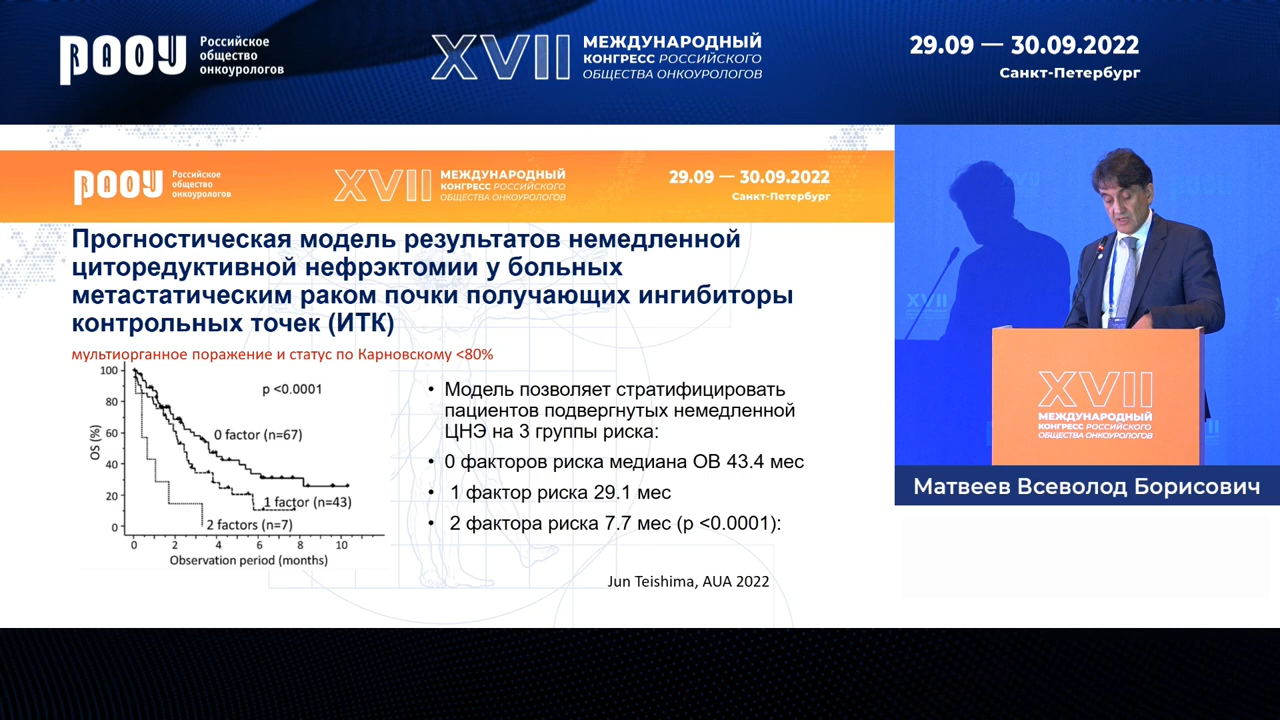 РООУ
Российское
общество
онкоурологов
XVII
МЕЖДУНАРОДНЫЙ
КОНГРЕСС РОССИЙСКОГО
ОБЩЕСТВА ОНКОУРОЛОГОВ
29.09 — 30.09.2022
Санкт-Петербург
РООУ
Российское
общество
онкоурологов
XVII
МЕЖДУНАРОДНЫЙ
КОНГРЕСС РОССИЙСКОГО
ОБЩЕСТВА ОНКОУРОЛОГОВ
29.09 — 30.09.2022
Санкт-Петербург
Прогностическая модель результатов немедленной
циторедуктивной нефрэктомии у больных
метастатическим раком почки получающих ингибиторы
контрольных точек (ИТК)
мультиорганное поражение и статус по Карновскому <80%
100
80
60
40
20
0
OS (%)
p <0.0001
0 factor (n=67)
1 factor (n=43)
2 factors (n=7)
0 2 4 6 8 10
Observation period (months)
• Модель позволяет стратифицировать
пациентов подвергнутых немедленной
ЦНЭ на 3 группы риска:
• 0 факторов риска медиана ОВ 43.4 мес
• 1 фактор риска 29.1 мес
• 2 фактора риска 7.7 мес (p <0.0001):
Jun Teishima, AUA 2022
XVII
XVII
МЕЖДУНАРОДНЫЙ
КОНГРЕСС РОССИЙСКОГО
ОБЩЕСТВА ОНКОУРОЛОГОВ
Матвеев Всеволод Борисович